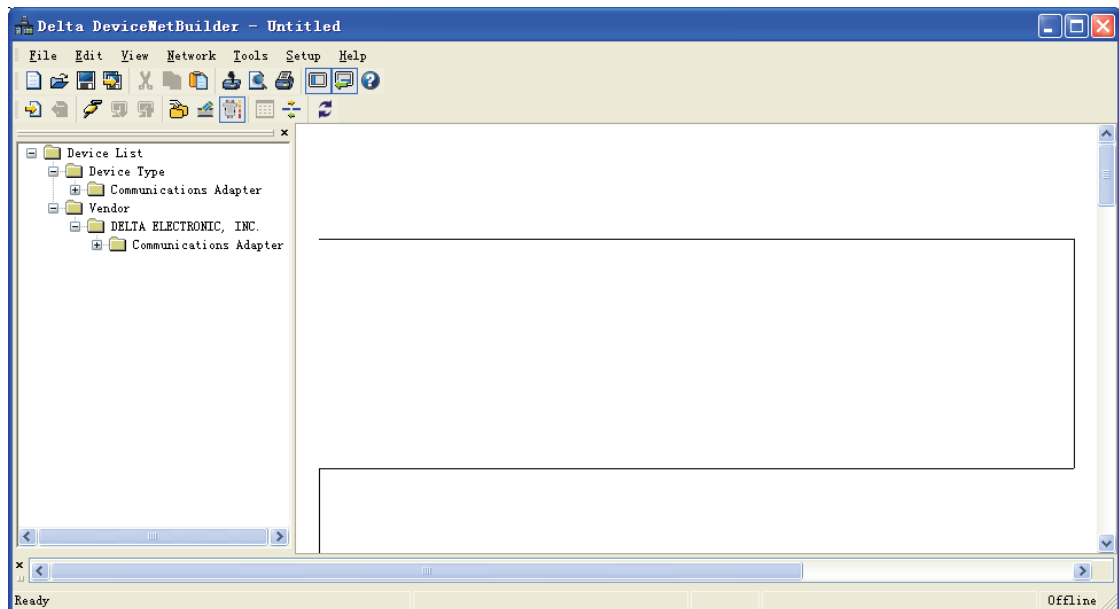 Delta DeviceNetBuilder - Untitled
File Edit View Network Tools Setup Help
Device List
Device Type
Communications Adapter
Vendor
DELTA ELECTRONIC, INC.
Communications Adapter
Ready Offline